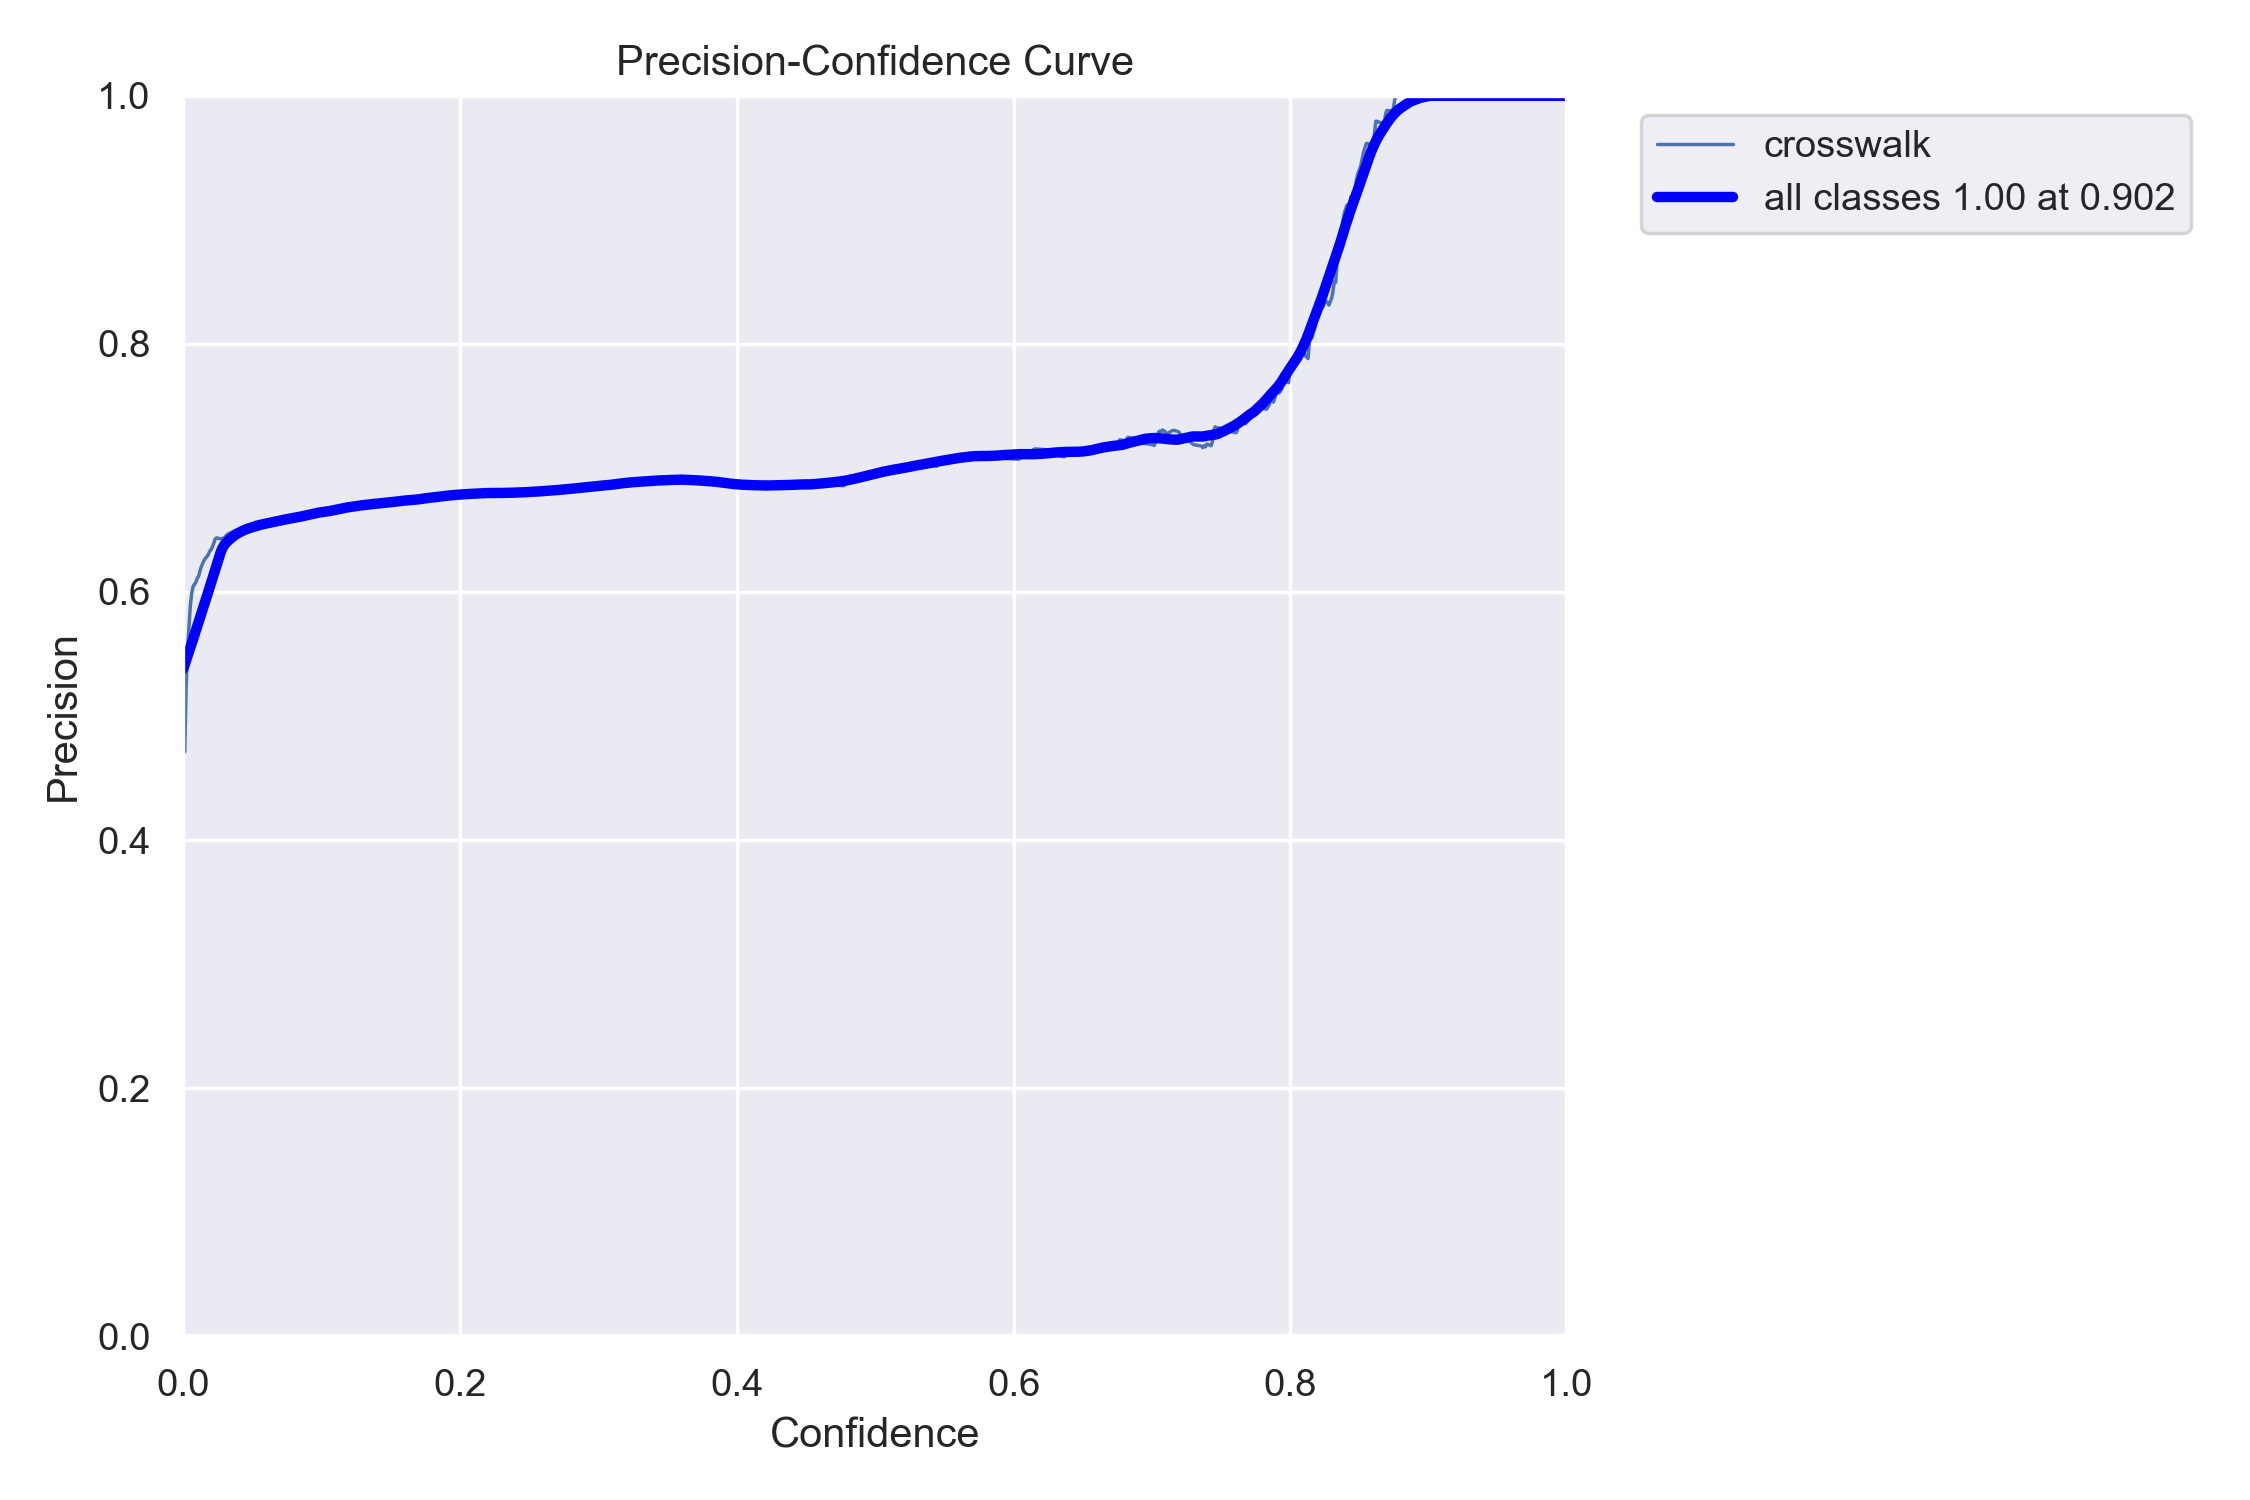 Precision-Confidence Curve
1.0
0.8
0.6
0.4
0.2
0.0
Precision
0.0 0.2 0.4 0.6 0.8 1.0
Confidence
crosswalk
all classes 1.00 at 0.902